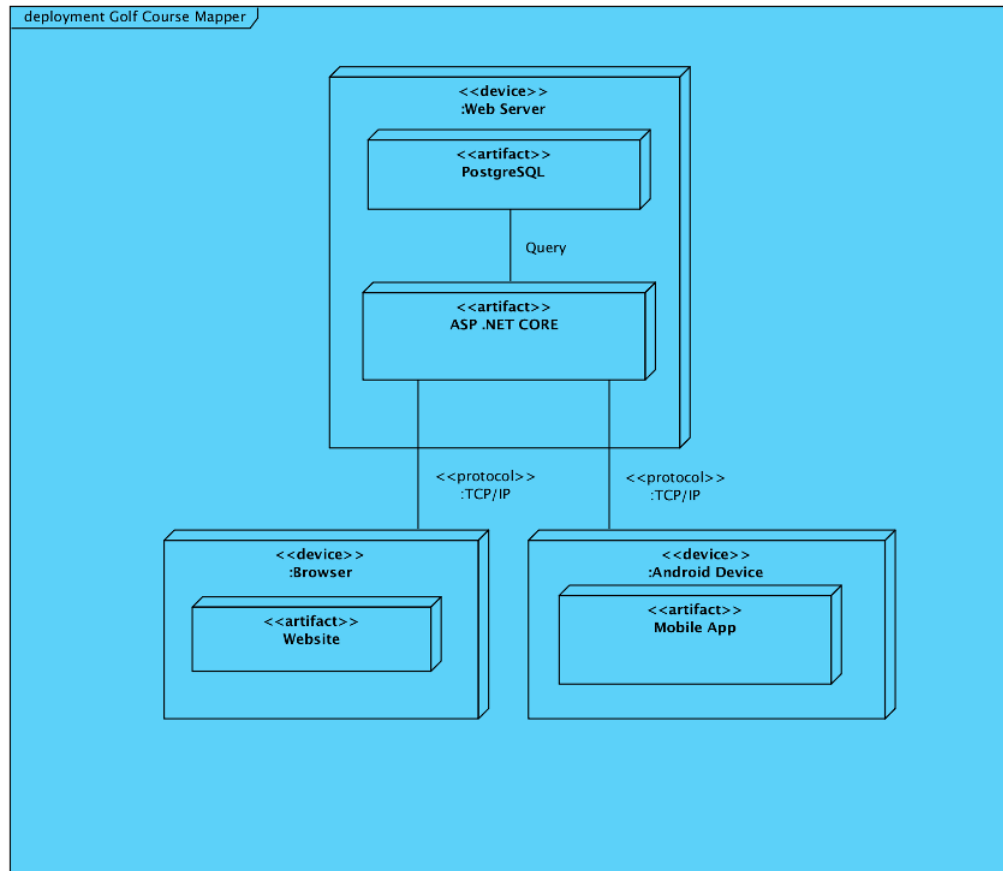 deployment Golf Course Mapper
<<device>>
:Web Server
<<artifact>>
PostgreSQL
Query
<<artifact>>
ASP .NET CORE
<<protocol>>
:TCP/IP
<<protocol>>
:TCP/IP
<<device>>
:Browser
<<artifact>>
Website
<<device>>
:Android Device
<<artifact>>
Mobile App